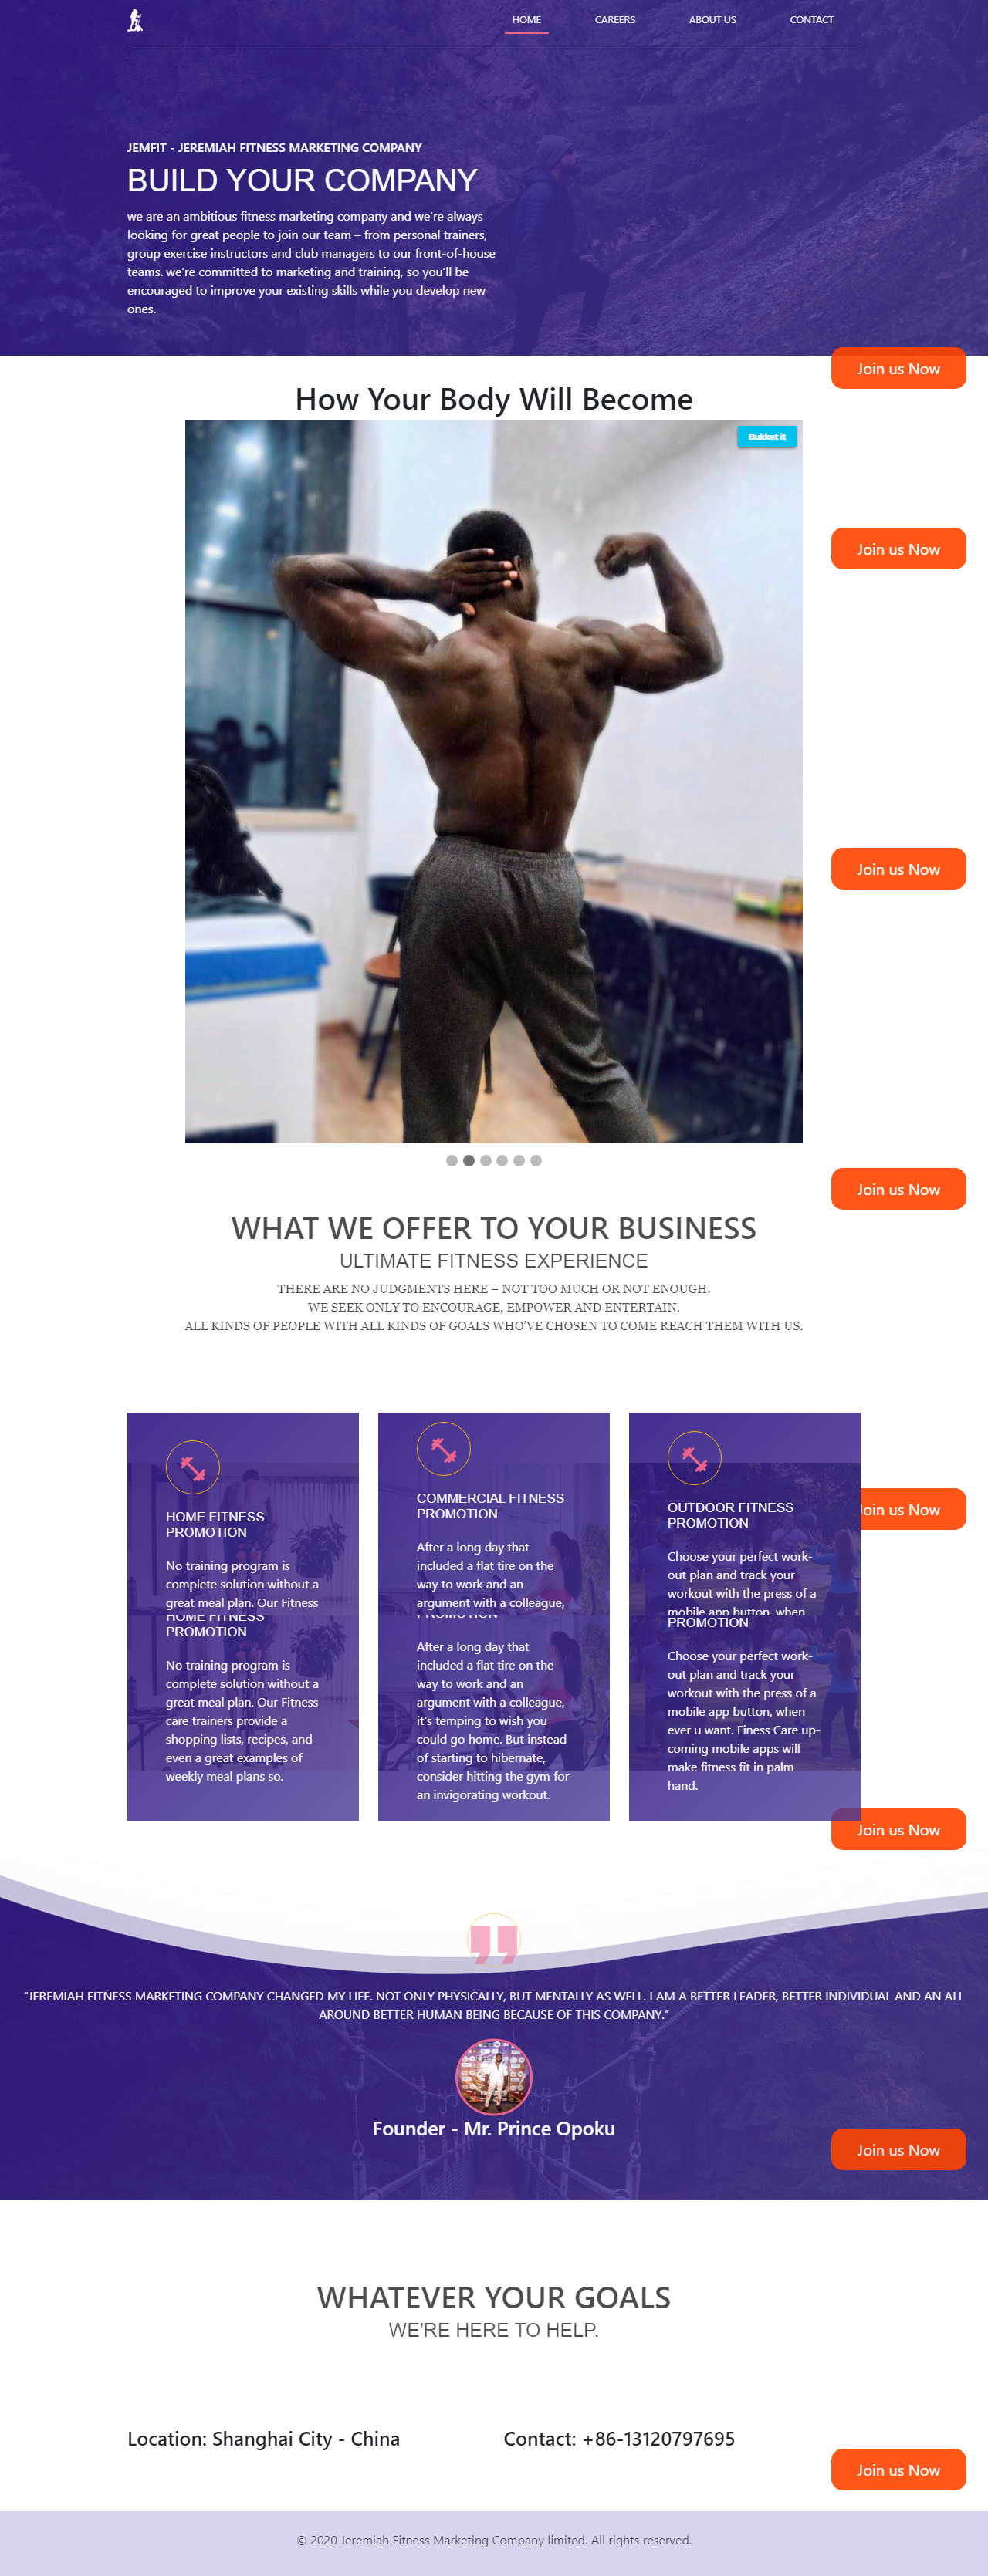 HOME CAREERS ABOUT US CONTACT
JEMFIT - JEREMIAH FITNESS MARKETING COMPANY
BUILD YOUR COMPANY
we are an ambitious fitness marketing company and we're always
looking for great people to join our team – from personal trainers,
group exercise instructors and club managers to our front-of-house
teams. we're committed to marketing and training, so you'll be
encouraged to improve your existing skills while you develop new
ones.
Join us Now
How Your Body Will Become
Bukket it
Join us Now
Join us Now
Join us Now
WHAT WE OFFER TO YOUR BUSINESS
ULTIMATE FITNESS EXPERIENCE
THERE ARE NO JUDGMENTS HERE – NOT TOO MUCH OR NOT ENOUGH.
WE SEEK ONLY TO ENCOURAGE, EMPOWER AND ENTERTAIN.
ALL KINDS OF PEOPLE WITH ALL KINDS OF GOALS WHO'VE CHOSEN TO COME REACH THEM WITH US.
HOME FITNESS
PROMOTION
No training program is
complete solution without a
great meal plan. Our Fitness
HOME FITNESS
PROMOTION
No training program is
complete solution without a
great meal plan. Our Fitness
care trainers provide a
shopping lists, recipes, and
even a great examples of
weekly meal plans so.
COMMERCIAL FITNESS
PROMOTION
After a long day that
included a flat tire on the
way to work and an
argument with a colleague,
PROMOTION
After a long day that
included a flat tire on the
way to work and an
argument with a colleague,
it's temping to wish you
could go home. But instead
of starting to hibernate,
consider hitting the gym for
an invigorating workout.
OUTDOOR FITNESS
PROMOTION
Choose your perfect work-
out plan and track your
workout with the press of a
mobile app button, when
PROMOTION
Choose your perfect work-
out plan and track your
workout with the press of a
mobile app button, when
ever u want. Finess Care up-
coming mobile apps will
make fitness fit in palm
hand.
Join us Now
Join us Now
"JEREMIAH FITNESS MARKETING COMPANY CHANGED MY LIFE. NOT ONLY PHYSICALLY, BUT MENTALLY AS WELL. I AM A BETTER LEADER, BETTER INDIVIDUAL AND AN ALL
AROUND BETTER HUMAN BEING BECAUSE OF THIS COMPANY."
Founder - Mr. Prince Opoku
Join us Now
WHATEVER YOUR GOALS
WE'RE HERE TO HELP.
Location: Shanghai City - China
Contact: +86-13120797695
Join us Now
© 2020 Jeremiah Fitness Marketing Company limited. All rights reserved.